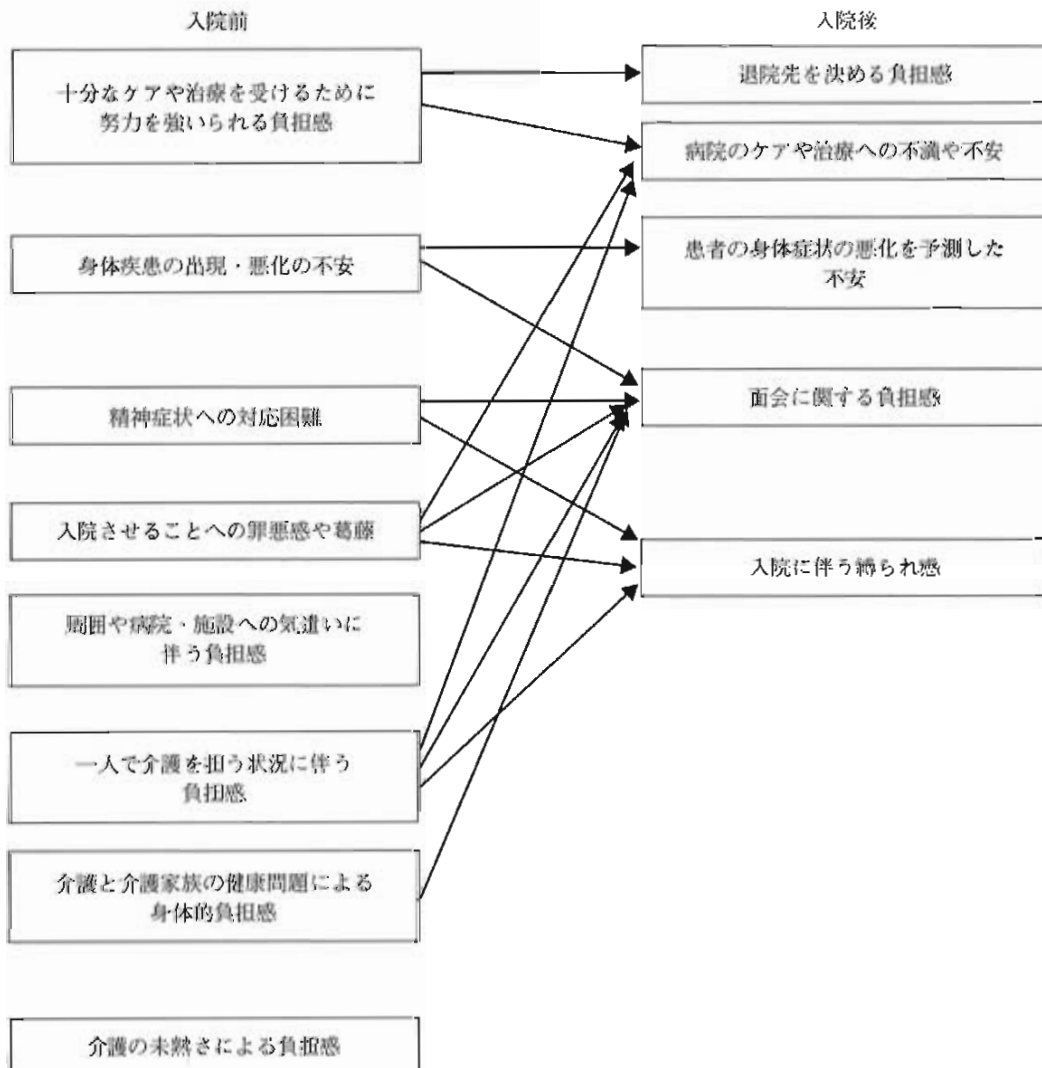 入院前
十分なケアや治療を受けるために
努力を強いられる負担感
身体疾患の出現・悪化の不安
精神症状への対応困難
入院させることへの罪悪感や葛藤
周囲や病院・施設への気遣いに
伴う負担感
一人で介護を担う状況に伴う
負担感
介護と介護家族の健康問題による
身体的負担感
介護の未熟さによる負担感
入院後
退院先を決める負担感
病院のケアや治療への不満や不安
患者の身体症状の悪化を予測した
不安
面会に関する負担感
入院に伴う縛られ感